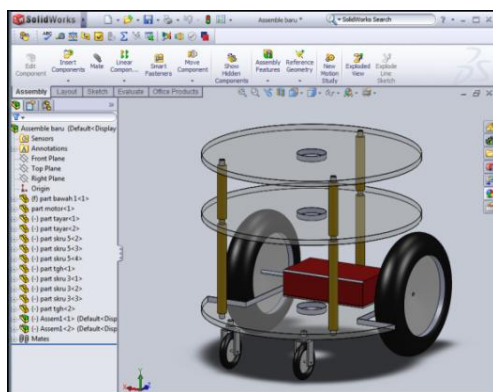 SolidWorks
Assemble baru *
SolidWorks Search
Edit Component
Insert Components
Mate
Linear Compon...
Smart Fasteners
Move Component
Show Hidden Components
Assembly Features
Reference Geometry
New Motion Study
Exploded View
Explode Line Sketch
Assembly Layout Sketch Evaluate Office Products
Assemble baru (Default<Display
Sensors
Annotations
Front Plane
Top Plane
Right Plane
Origin
(f) part bawah 1<1>
part motor<1>
(-) part tayar<1>
(-) part tayar<2>
(-) part skru 5<2>
(-) part skru 5<3>
(-) part skru 5<4>
(-) part tgh<1>
(-) part skru 3<1>
(-) part skru 3<2>
(-) part skru 3<3>
(-) part tgh<2>
(-) Assem1<1> (Default<Disp
(-) Assem1<2> (Default<Disp
Mates